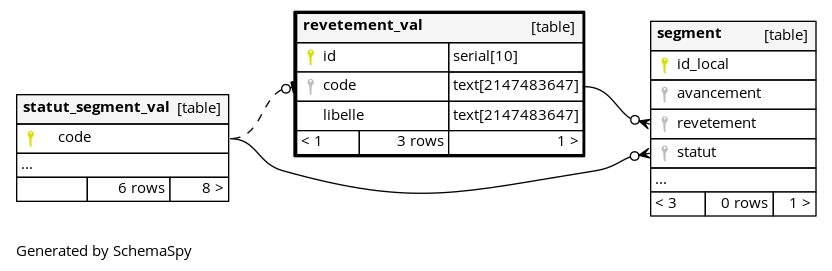 revetement_val [table]
id serial[10]
code text[2147483647]
libelle text[2147483647]
< 1 3 rows 1 >
segment [table]
id_local
avancement
revetement
statut
...
< 3 0 rows 1 >
statut_segment_val [table]
code
...
6 rows 8 >
Generated by SchemaSpy